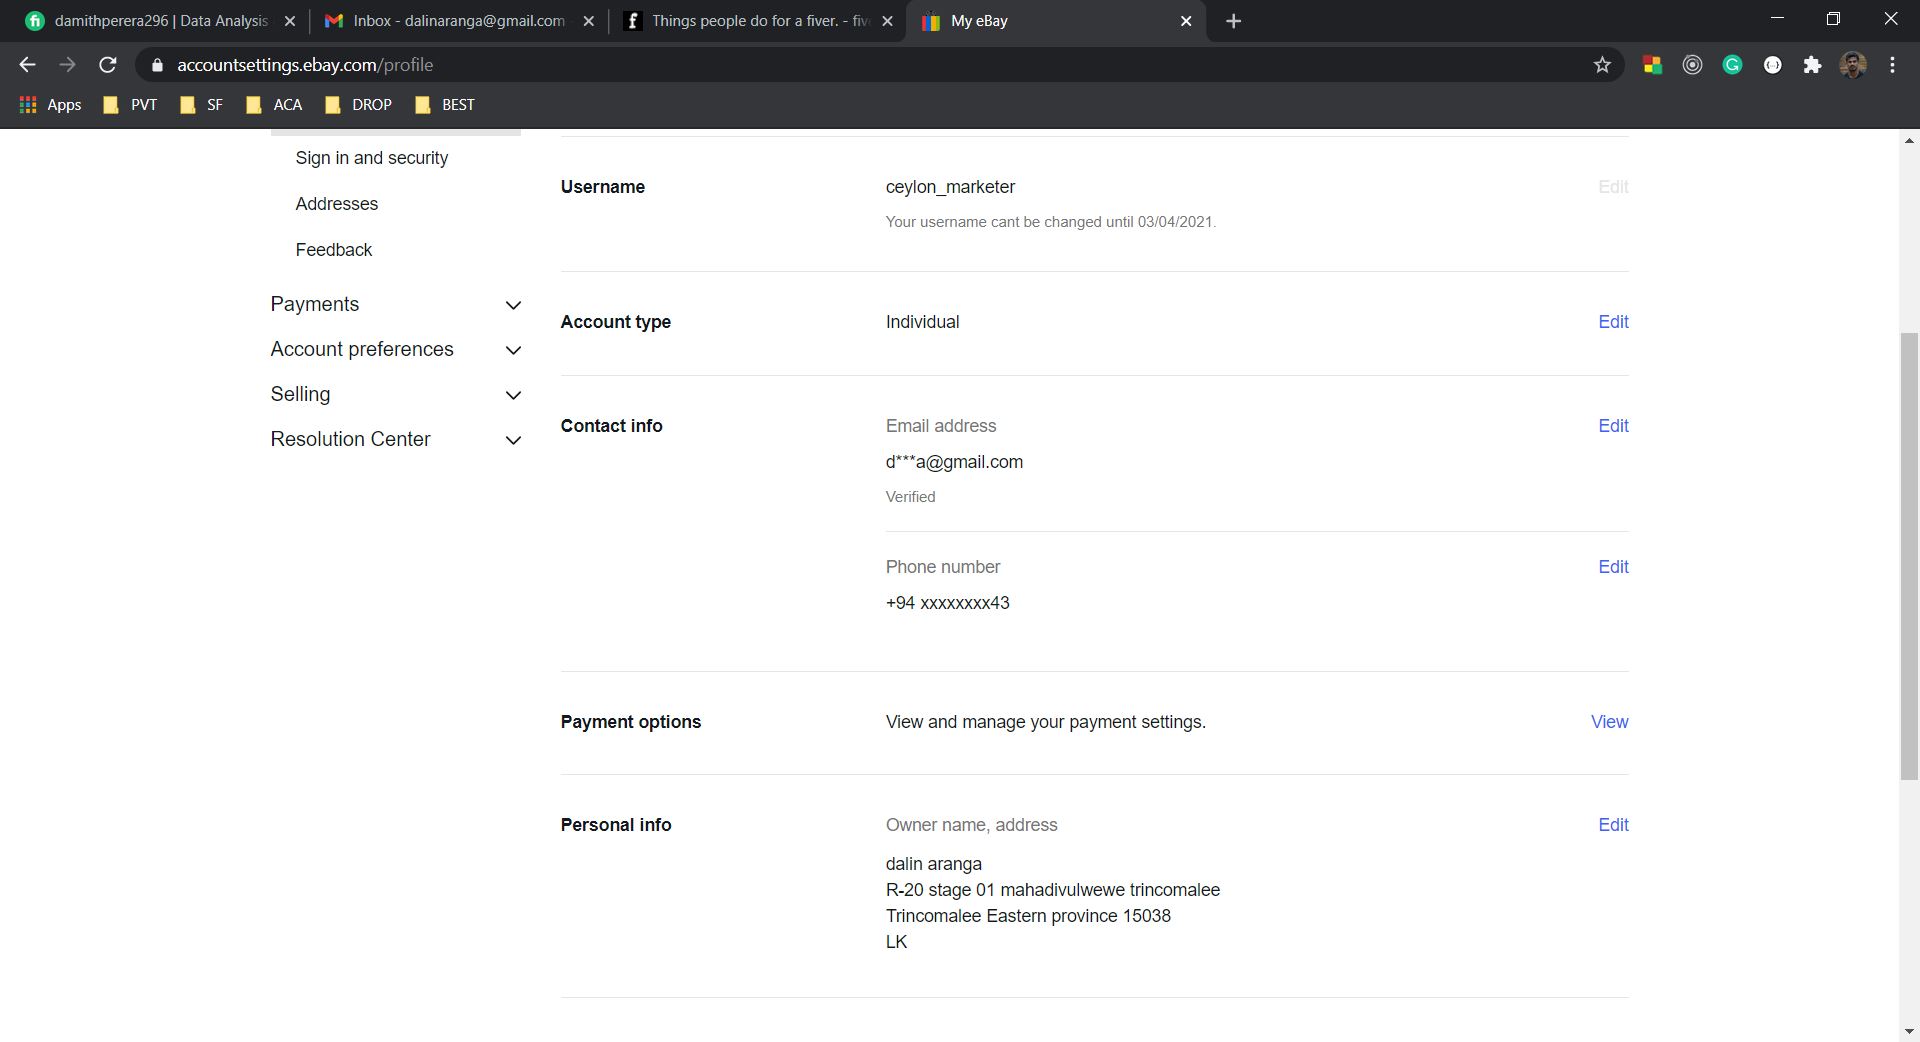 damithperera296 | Data Analysis
Inbox - dalinaranga@gmail.com
Things people do for a fiver. - fiv
My eBay
accountsettings.ebay.com/profile
Apps
PVT
SF
ACA
DROP
BEST
Sign in and security
Addresses
Feedback
Payments
Account preferences
Selling
Resolution Center
Username
ceylon_marketer
Edit
Your username cant be changed until 03/04/2021.
Account type
Individual
Edit
Contact info
Email address
Edit
d***a@gmail.com
Verified
Phone number
Edit
+94 xxxxxxxx43
Payment options
View and manage your payment settings.
View
Personal info
Owner name, address
Edit
dalin aranga
R-20 stage 01 mahadivulwewe trincomalee
Trincomalee Eastern province 15038
LK